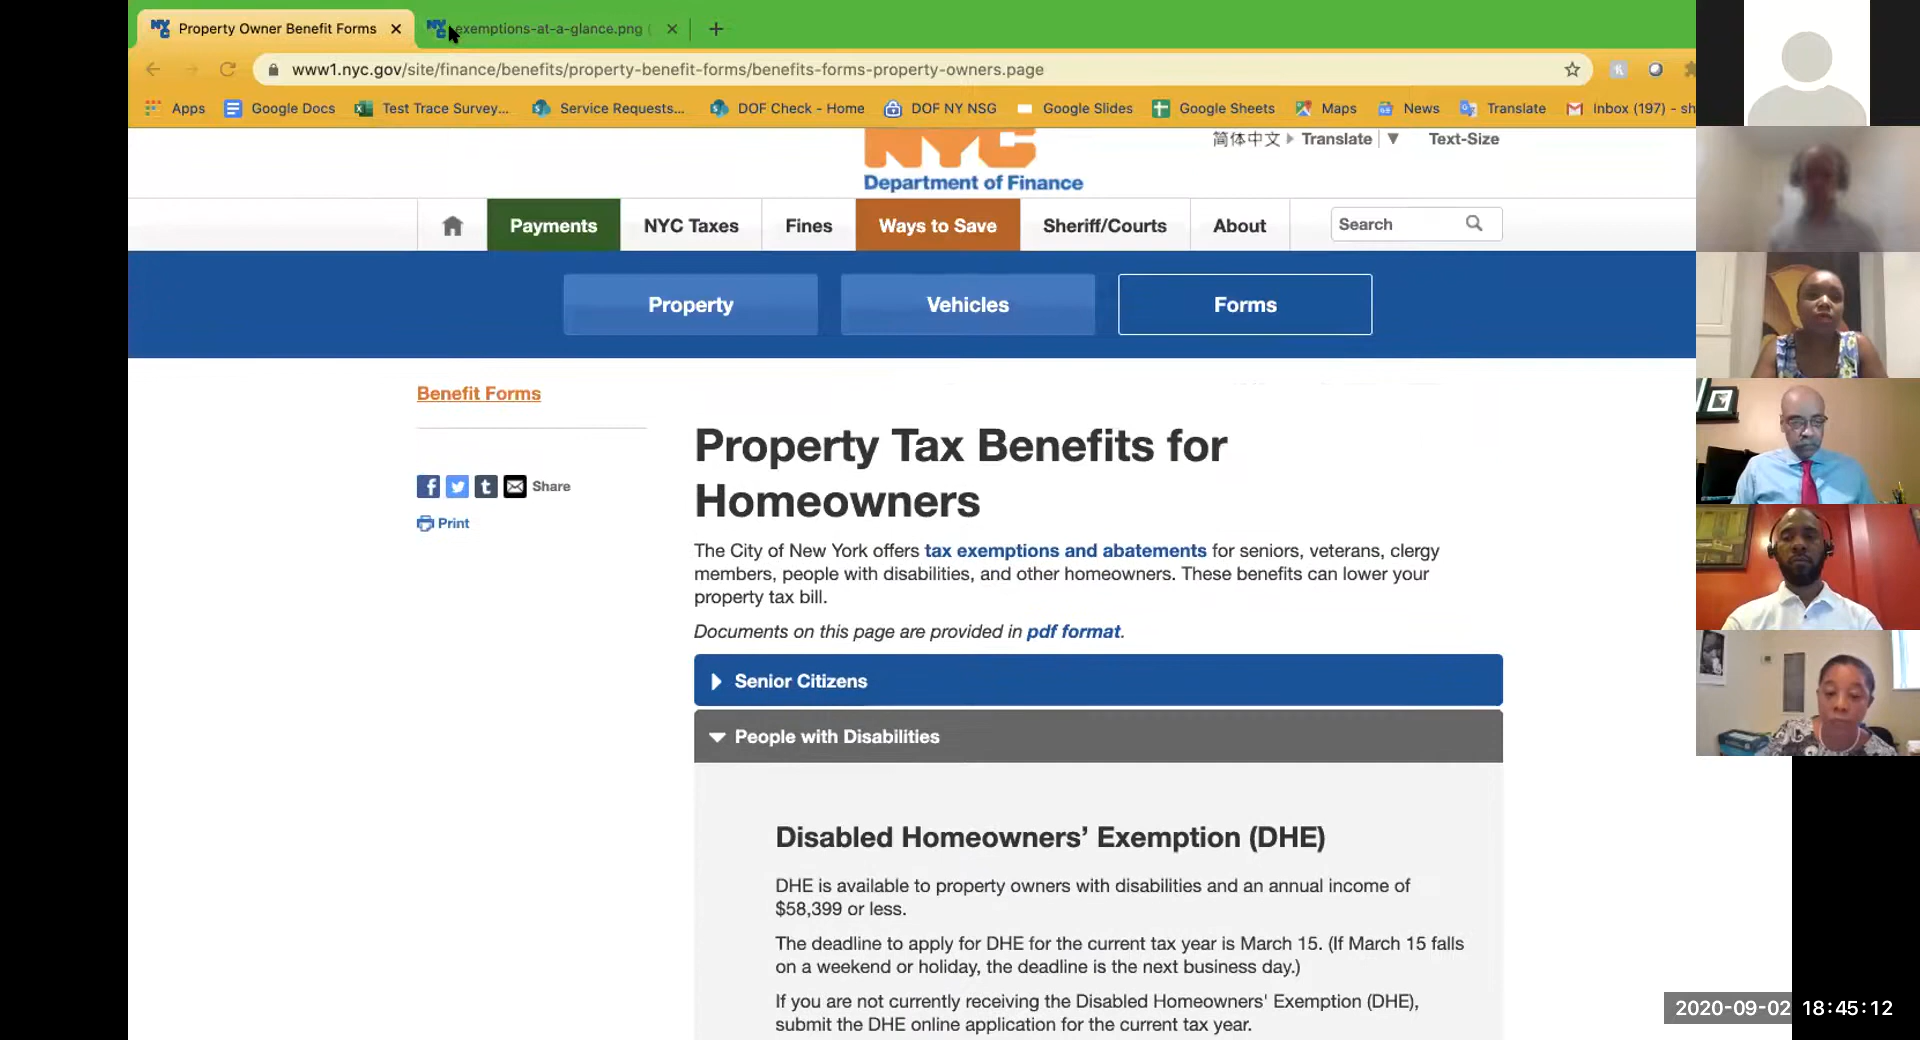 Property Owner Benefit Forms
exemptions-at-a-glance.png (
www1.nyc.gov/site/finance/benefits/property-benefit-forms/benefits-forms-property-owners.page
Apps Google Docs Test Trace Survey... Service Requests... DOF Check - Home DOF NY NSG Google Slides Google Sheets Maps News Translate Inbox (197) - sh
NYC
Department of Finance
简体中文 Translate Text-Size
Payments NYC Taxes Fines Ways to Save Sheriff/Courts About Search
Property Vehicles Forms
Benefit Forms
Share
Print
Property Tax Benefits for
Homeowners
The City of New York offers tax exemptions and abatements for seniors, veterans, clergy
members, people with disabilities, and other homeowners. These benefits can lower your
property tax bill.
Documents on this page are provided in pdf format.
Senior Citizens
People with Disabilities
Disabled Homeowners’ Exemption (DHE)
DHE is available to property owners with disabilities and an annual income of
$58,399 or less.
The deadline to apply for DHE for the current tax year is March 15. (If March 15 falls
on a weekend or holiday, the deadline is the next business day.)
If you are not currently receiving the Disabled Homeowners' Exemption (DHE),
submit the DHE online application for the current tax year.
2020-09-02 18:45:12